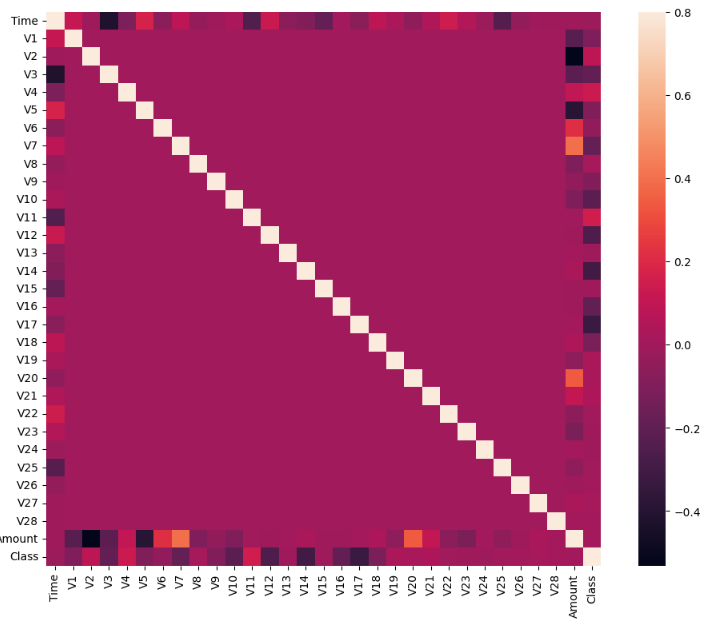 Time
V1
V2
V3
V4
V5
V6
V7
V8
V9
V10
V11
V12
V13
V14
V15
V16
V17
V18
V19
V20
V21
V22
V23
V24
V25
V26
V27
V28
mount
Class
Time
V1
V2
V3
V4
V5
V6
V7
V8
V9
V10
V11
V12
V13
V14
V15
V16
V17
V18
V19
V20
V21
V22
V23
V24
V25
V26
V27
V28
Amount
Class
0.8
0.6
0.4
0.2
0.0
−0.2
−0.4